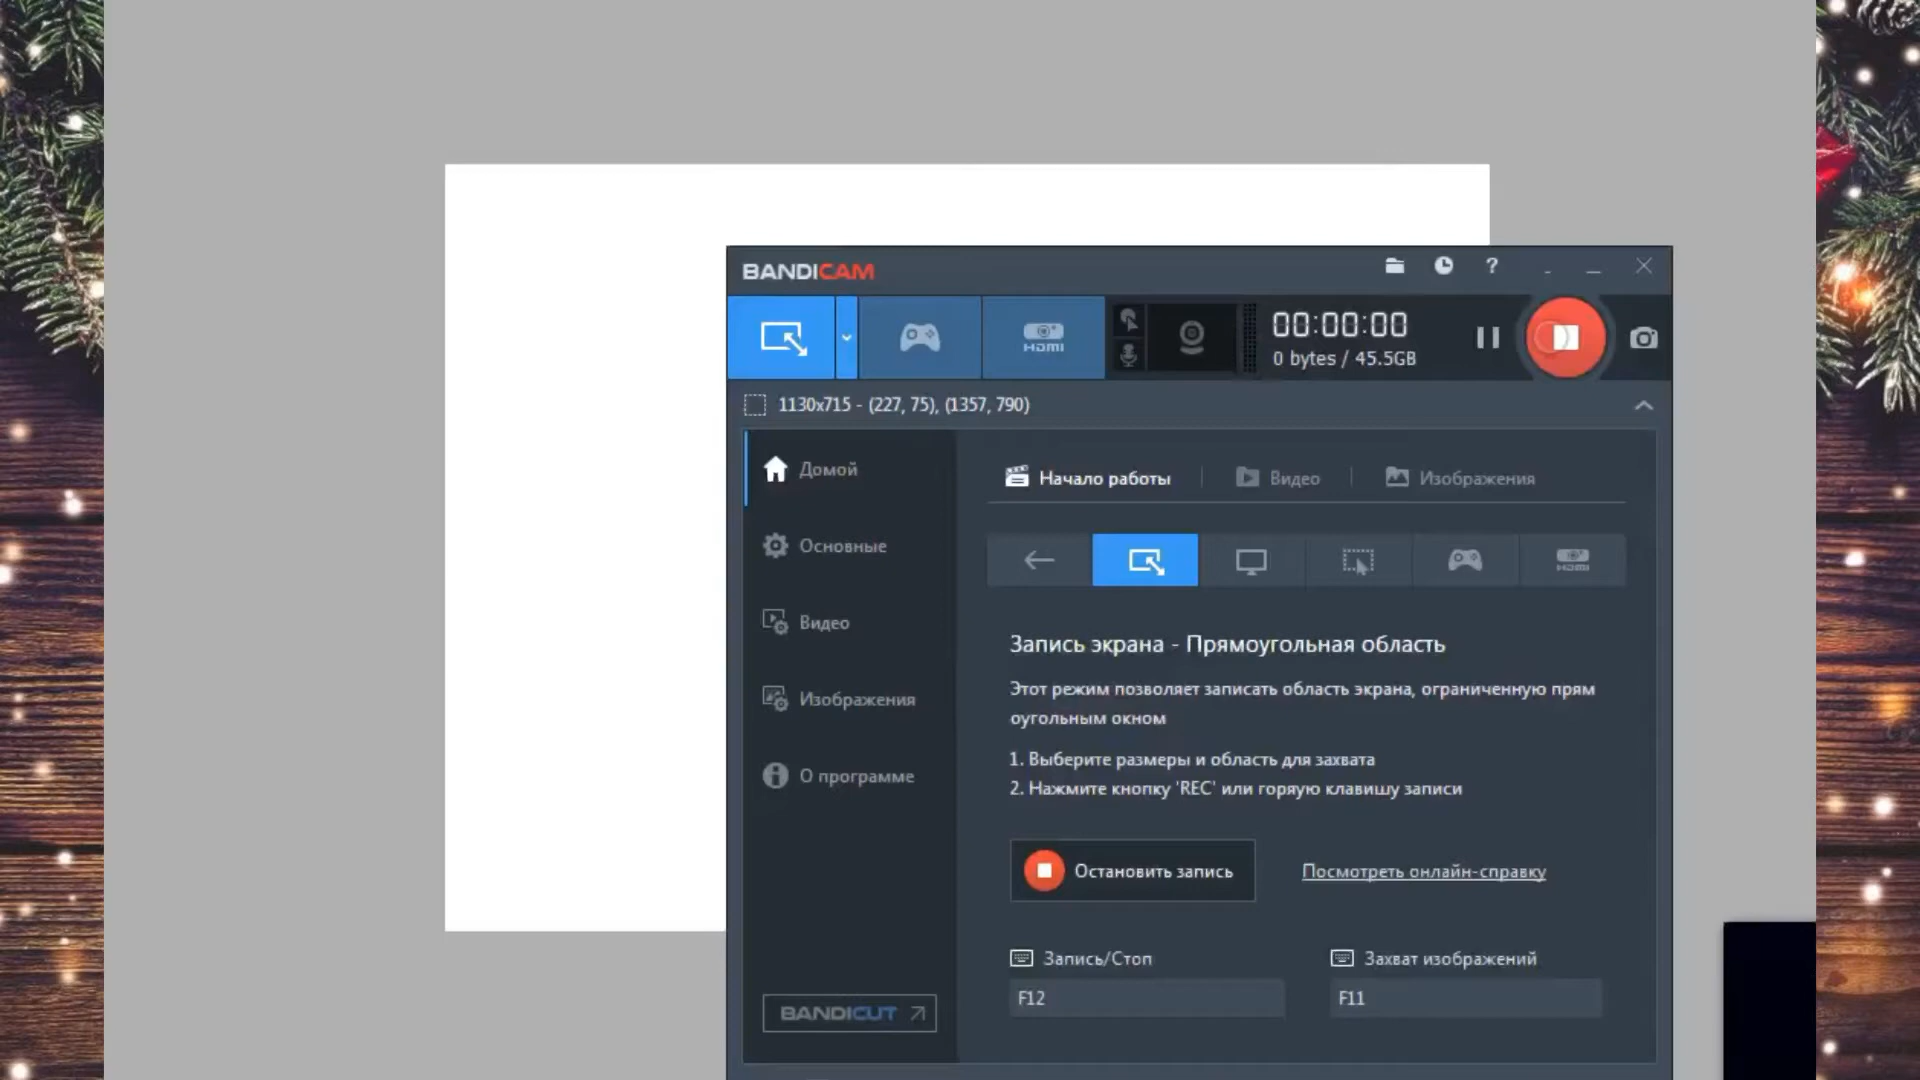 BANDICAM
?
HDMI
00:00:00
0 bytes / 45.5GB
1130x715 - (227, 75), (1357, 790)
Домой
Основные
Видео
Изображения
О программе
BANDICUT
Начало работы
Видео
Изображения
HDMI
Запись экрана - Прямоугольная область
Этот режим позволяет записать область экрана, ограниченную прям
оугольным окном
1. Выберите размеры и область для захвата
2. Нажмите кнопку 'REC' или горяую клавишу записи
Остановить запись
Посмотреть онлайн-справку
Запись/Стоп
Захват изображений
F12
F11